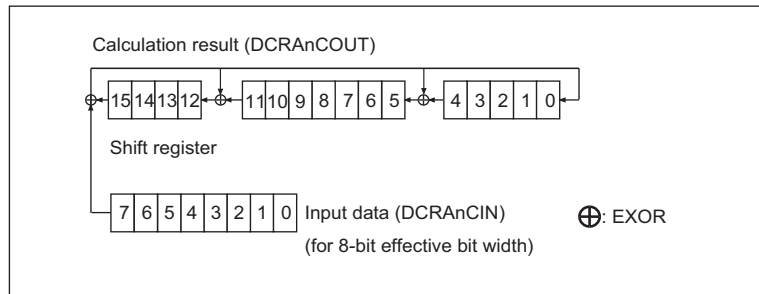 Calculation result (DCRAnCOUT)
15 14 13 12 11 10 9 8 7 6 5 4 3 2 1 0
Shift register
7 6 5 4 3 2 1 0 Input data (DCRAnCIN) ⊕: EXOR
(for 8-bit effective bit width)